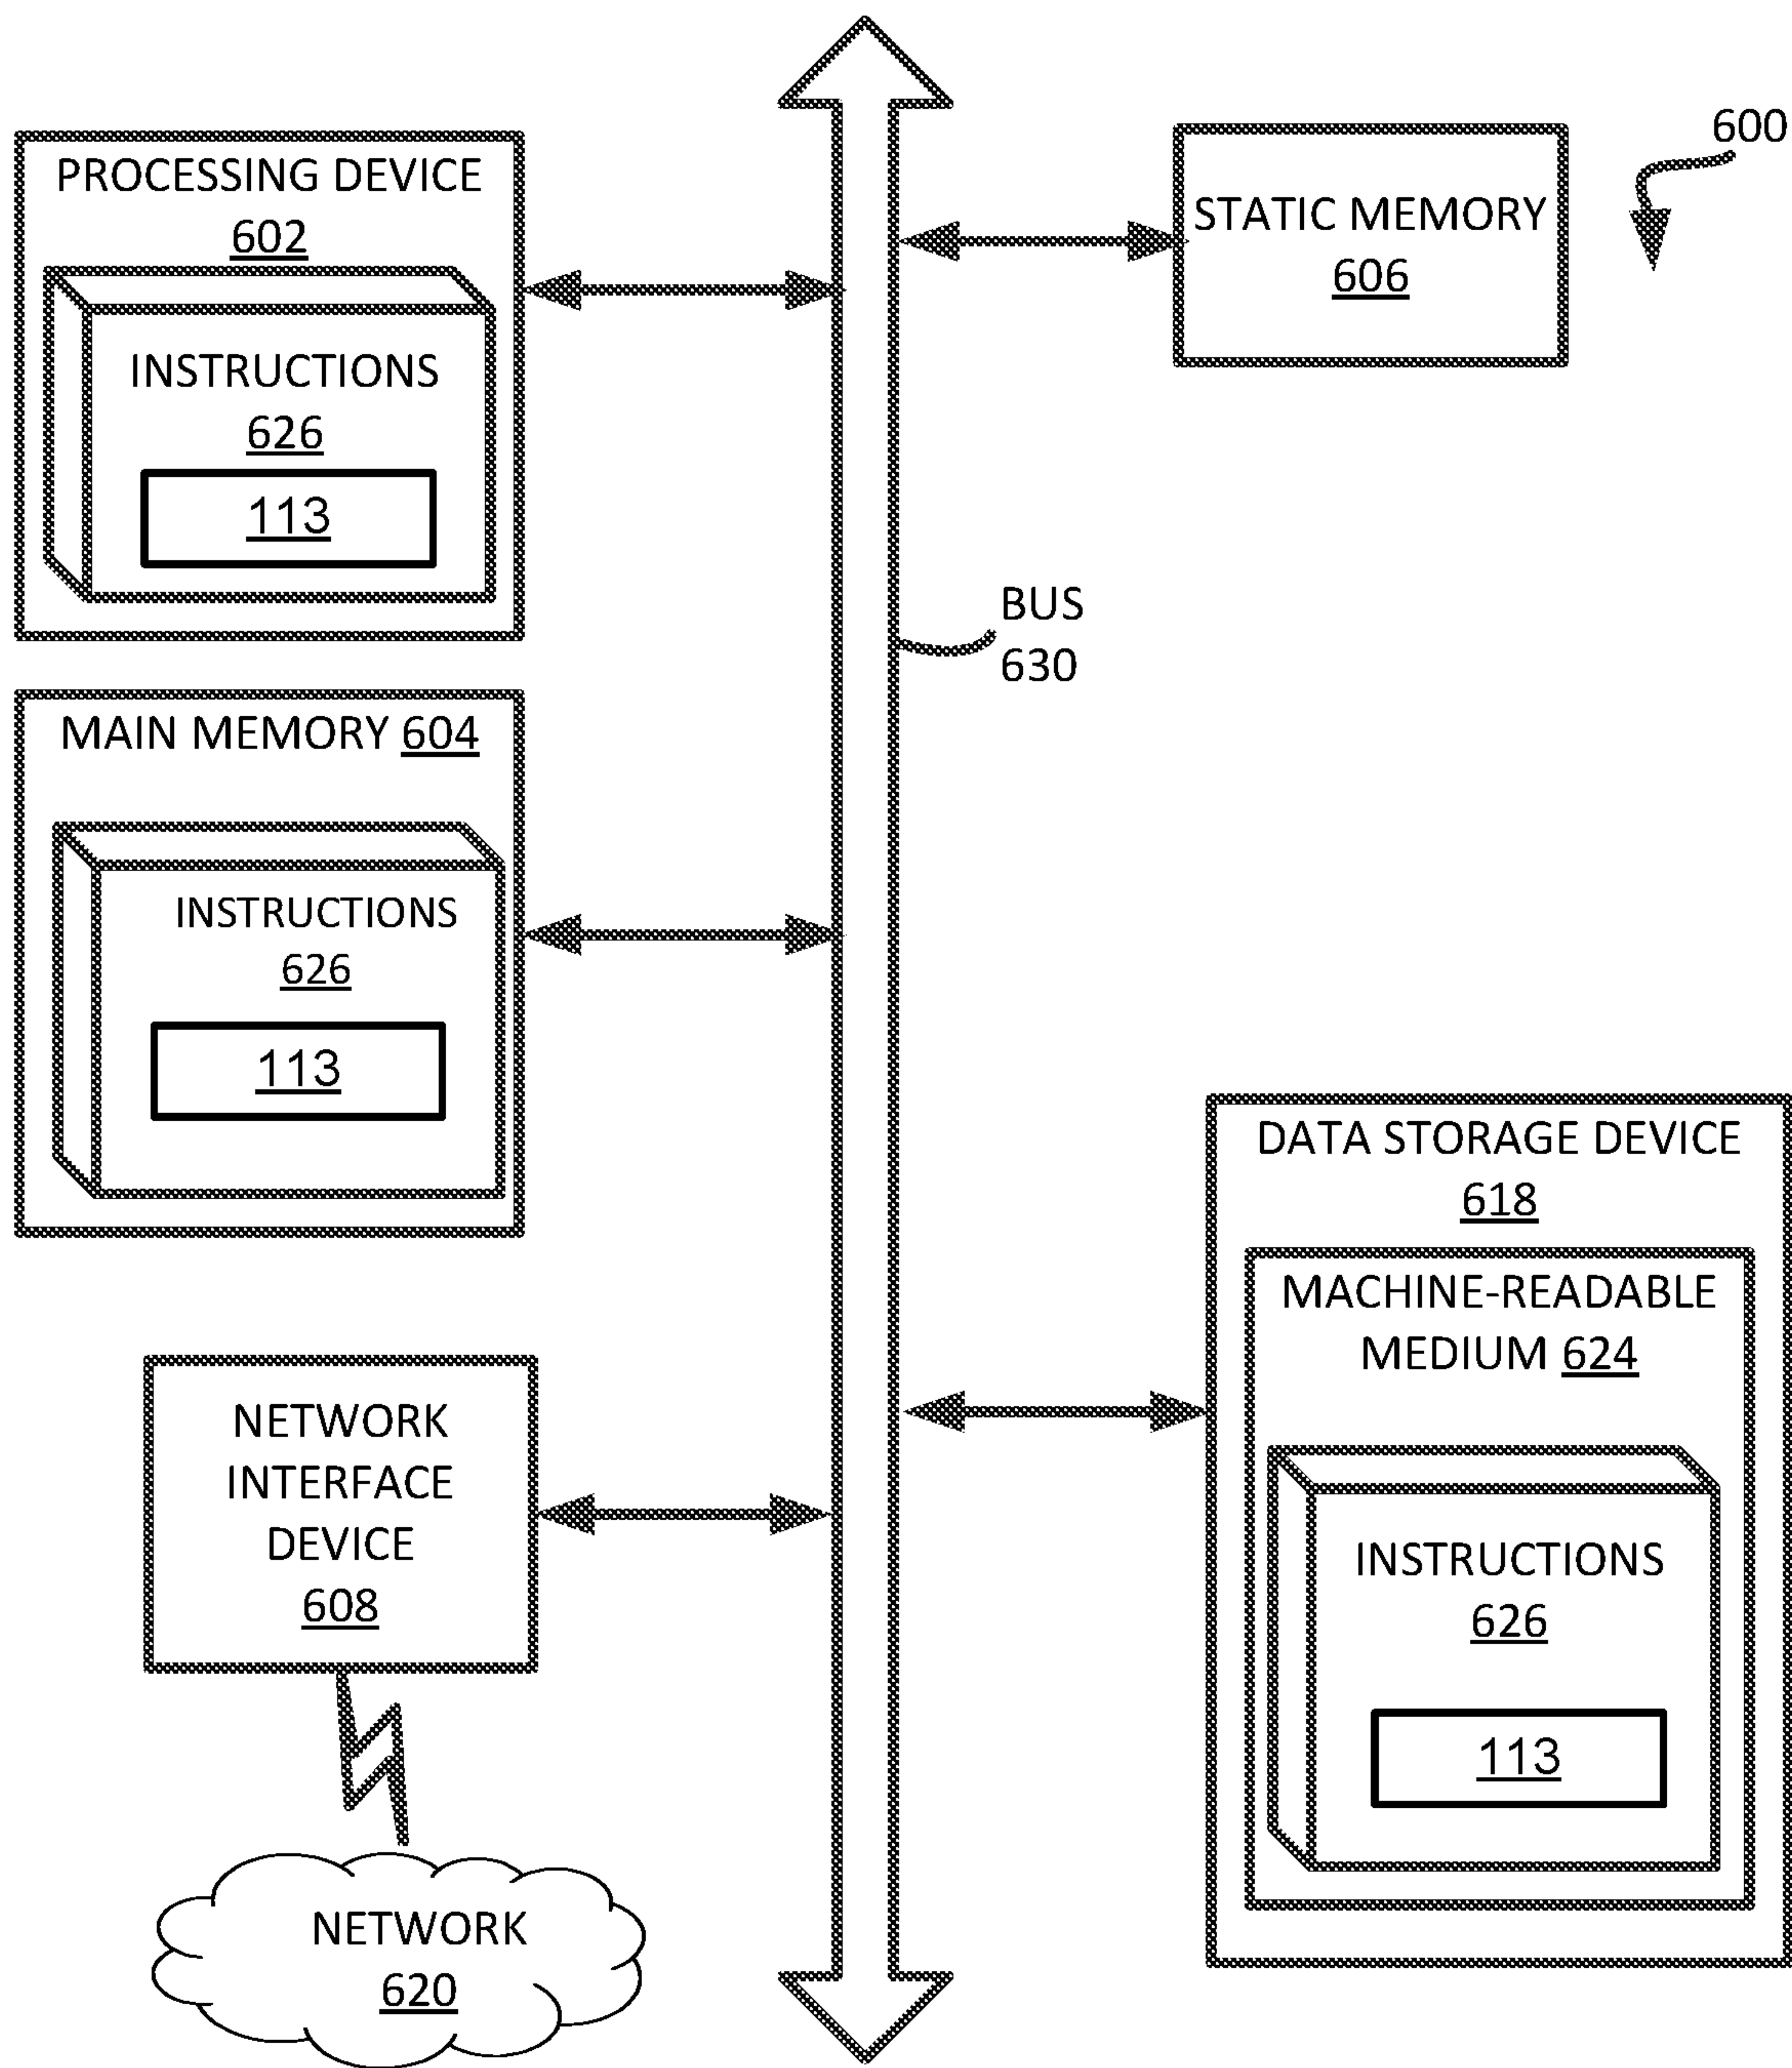 PROCESSING DEVICE
602
INSTRUCTIONS
626
113
STATIC MEMORY
606
600
BUS
630
MAIN MEMORY 604
INSTRUCTIONS
626
113
DATA STORAGE DEVICE
618
MACHINE-READABLE
MEDIUM 624
INSTRUCTIONS
626
113
NETWORK
INTERFACE
DEVICE
608
NETWORK
620